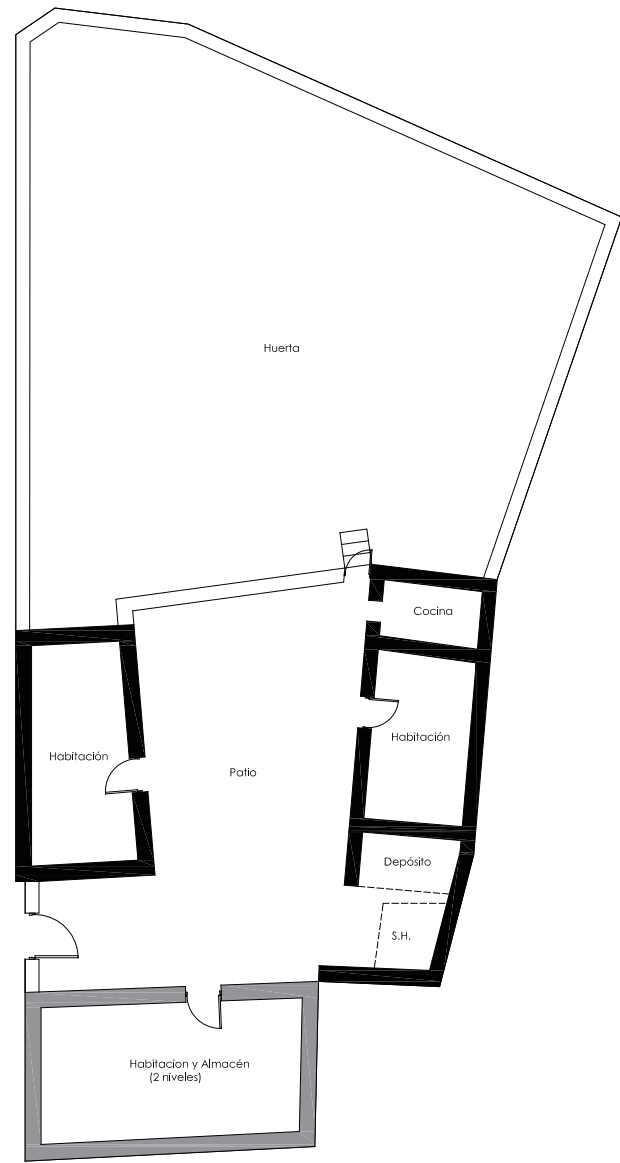 Huerta
Cocina
Habitación
Habitación
Patio
Depósito
S.H.
Habitacion y Almacén
(2 niveles)